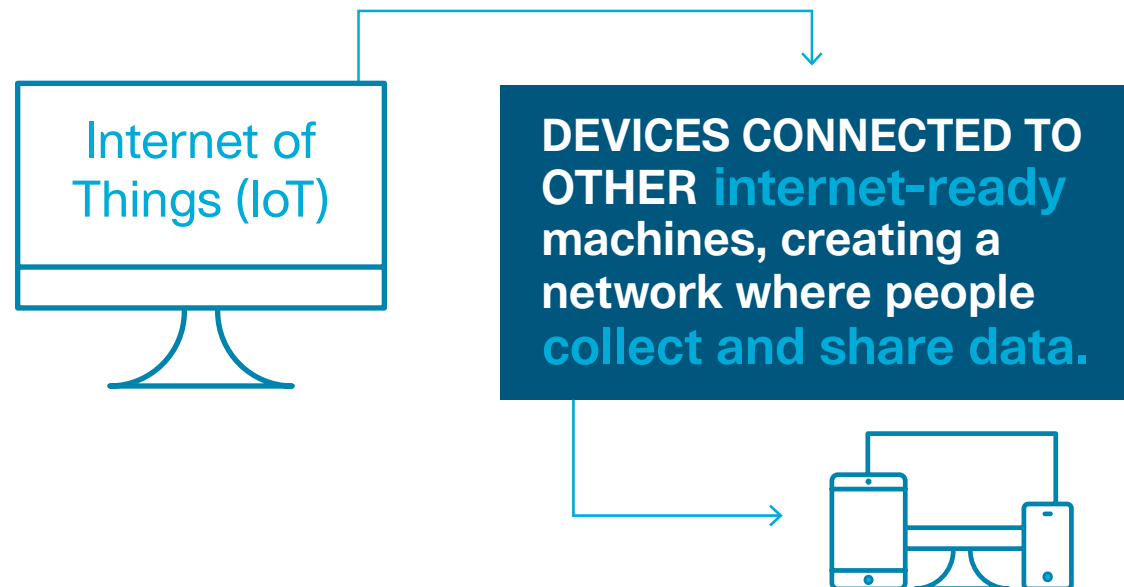 Internet of
Things (IoT)
DEVICES CONNECTED TO
OTHER internet-ready
machines, creating a
network where people
collect and share data.